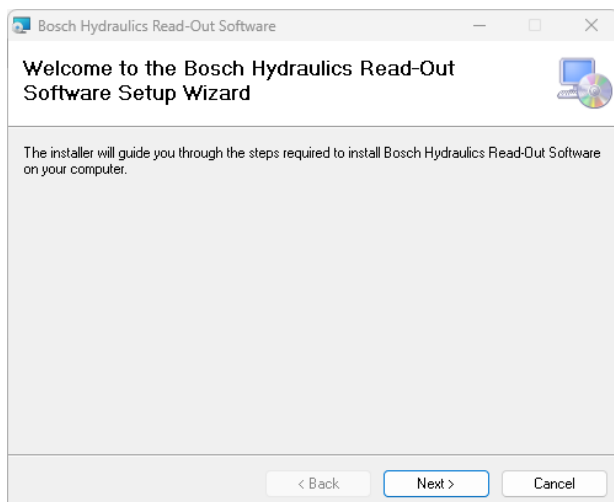 Bosch Hydraulics Read-Out Software
Welcome to the Bosch Hydraulics Read-Out
Software Setup Wizard
The installer will guide you through the steps required to install Bosch Hydraulics Read-Out Software
on your computer.
< Back
Next >
Cancel